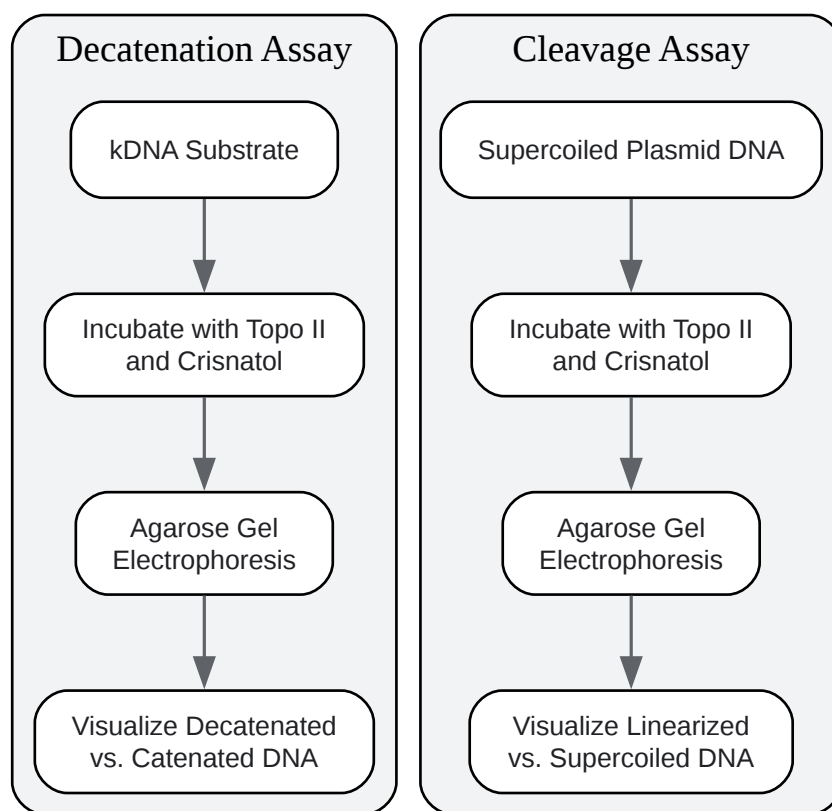 Decatenation Assay
kDNA Substrate
Incubate with Topo II
and Crisnatol
Agarose Gel
Electrophoresis
Visualize Decatenated
vs. Catenated DNA
Cleavage Assay
Supercoiled Plasmid DNA
Incubate with Topo II
and Crisnatol
Agarose Gel
Electrophoresis
Visualize Linearized
vs. Supercoiled DNA